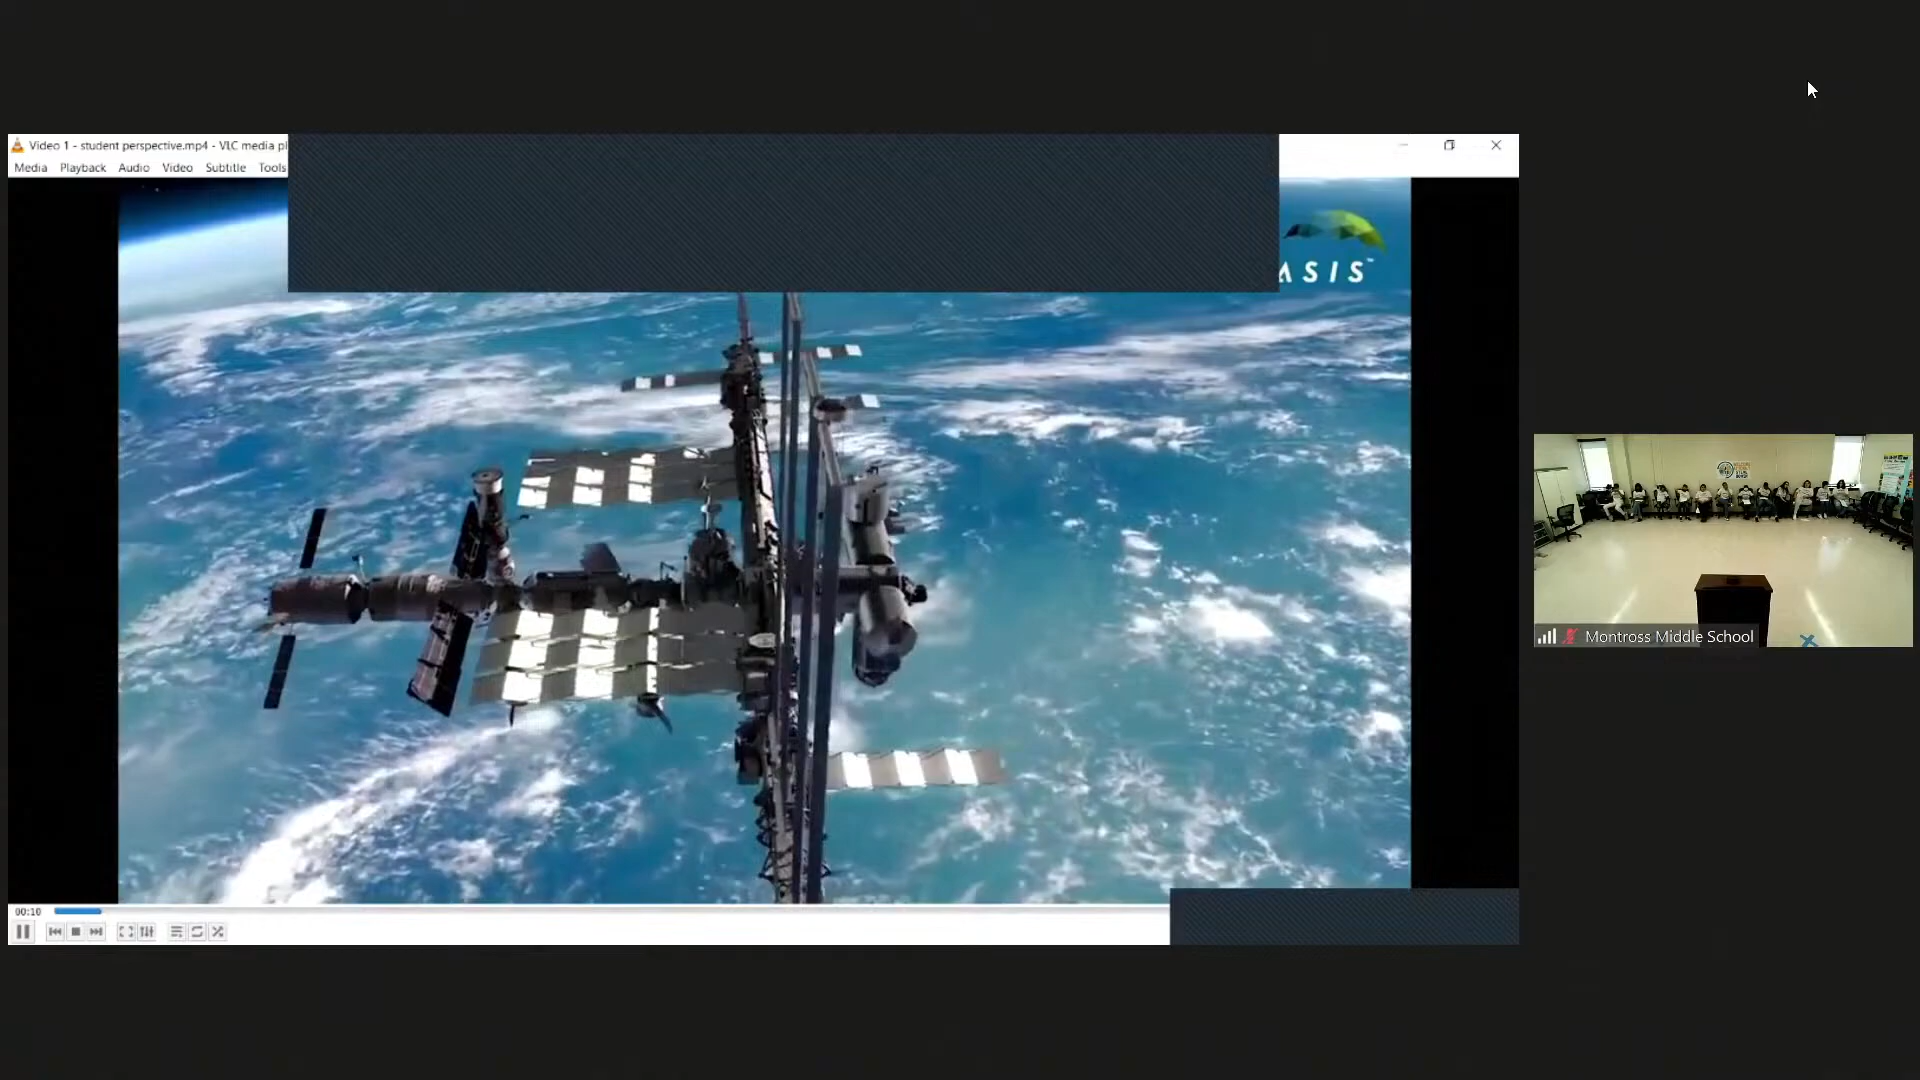 Video 1 - student perspective.mp4 - VLC media pl
Media Playback Audio Video Subtitle Tools
ASIS™
00:10
Montross Middle School